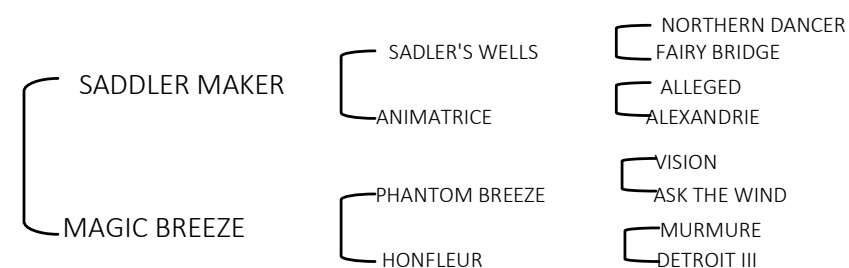 NORTHERN DANCER
SADLER'S WELLS
FAIRY BRIDGE
SADDLER MAKER
ALLEGED
ANIMATRICE
ALEXANDRIE
VISION
PHANTOM BREEZE
ASK THE WIND
MAGIC BREEZE
MURMURE
HONFLEUR
DETROIT III